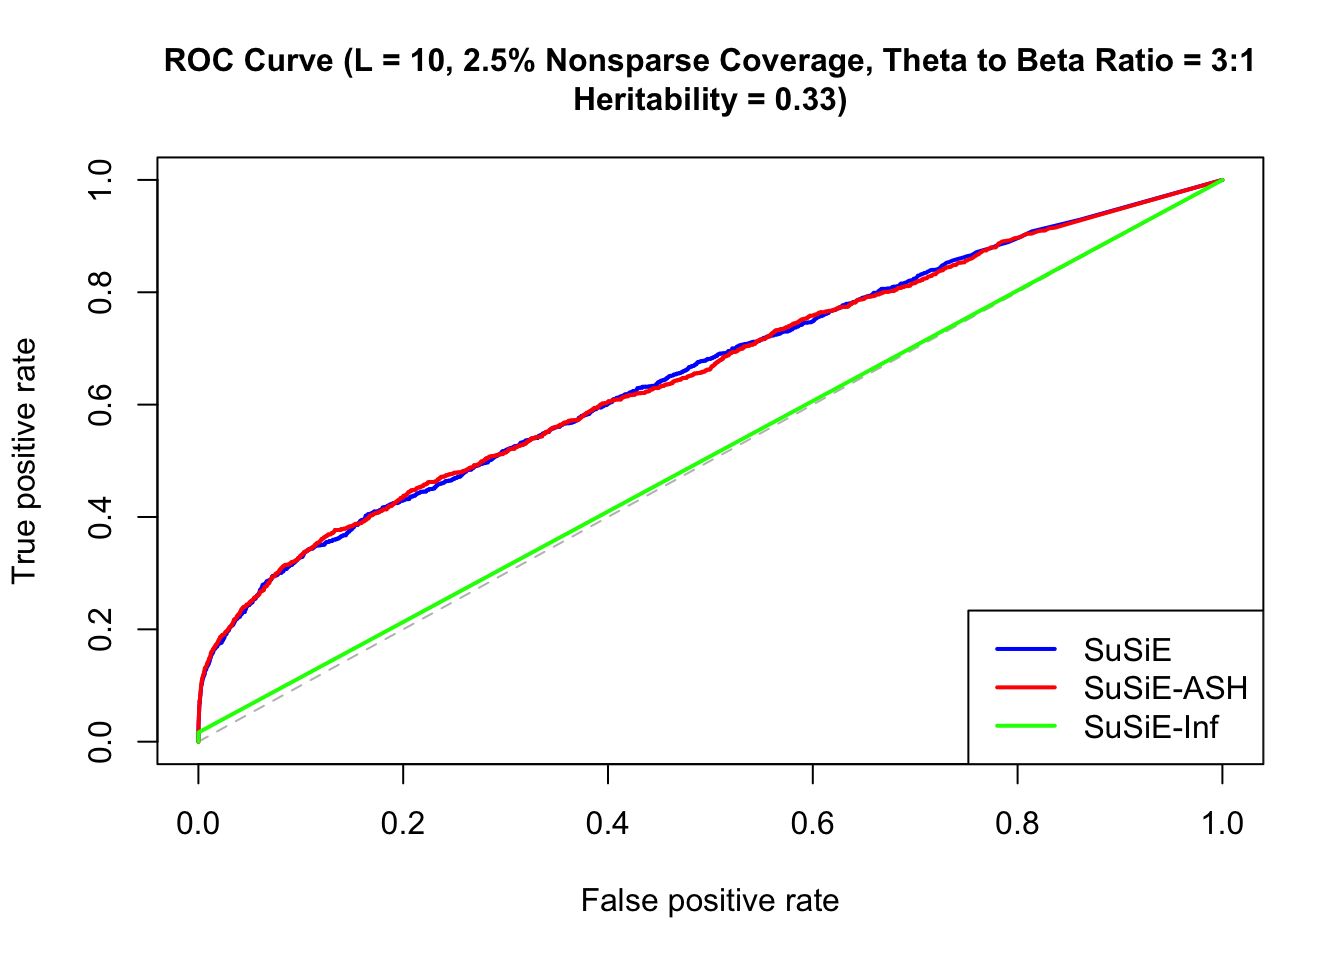 ROC Curve (L = 10, 2.5% Nonsparse Coverage, Theta to Beta Ratio = 3:1
Heritability = 0.33)
True positive rate
1.0
0.8
0.6
0.4
0.2
0.0
SuSiE
SuSiE-ASH
SuSiE-Inf
0.0 0.2 0.4 0.6 0.8 1.0
False positive rate